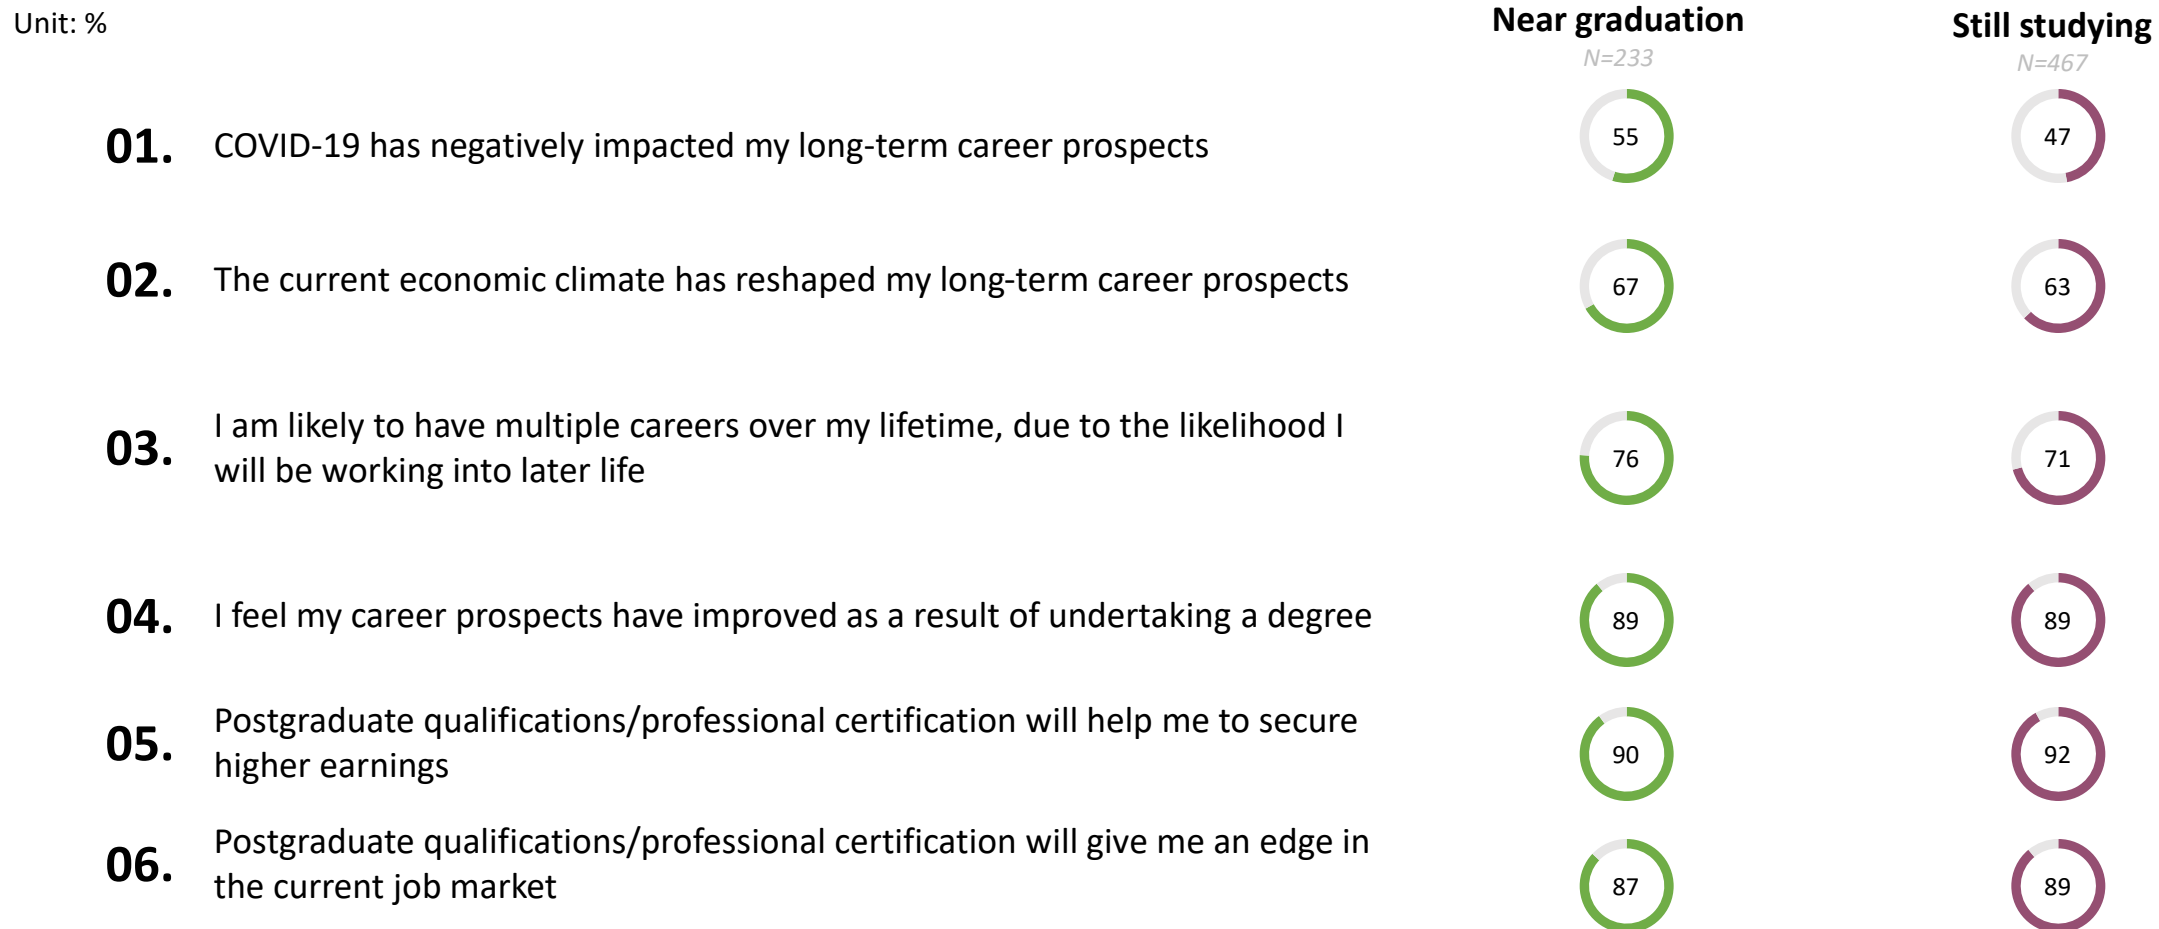 Unit: %
Near graduation
Still studying
N=233
N=467
01. COVID-19 has negatively impacted my long-term career prospects 55 47
02. The current economic climate has reshaped my long-term career prospects 67 63
I am likely to have multiple careers over my lifetime, due to the likelihood I
03. will be working into later life 76 71
04. I feel my career prospects have improved as a result of undertaking a degree 89 89
Postgraduate qualifications/professional certification will help me to secure
05. higher earnings 90 92
Postgraduate qualifications/professional certification will give me an edge in
06. the current job market 87 89